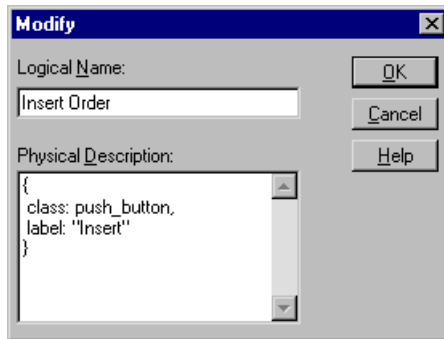 Modify
Logical Name:
Insert Order
Physical Description:
{
class: push_button,
label: "Insert"
}
OK
Cancel
Help